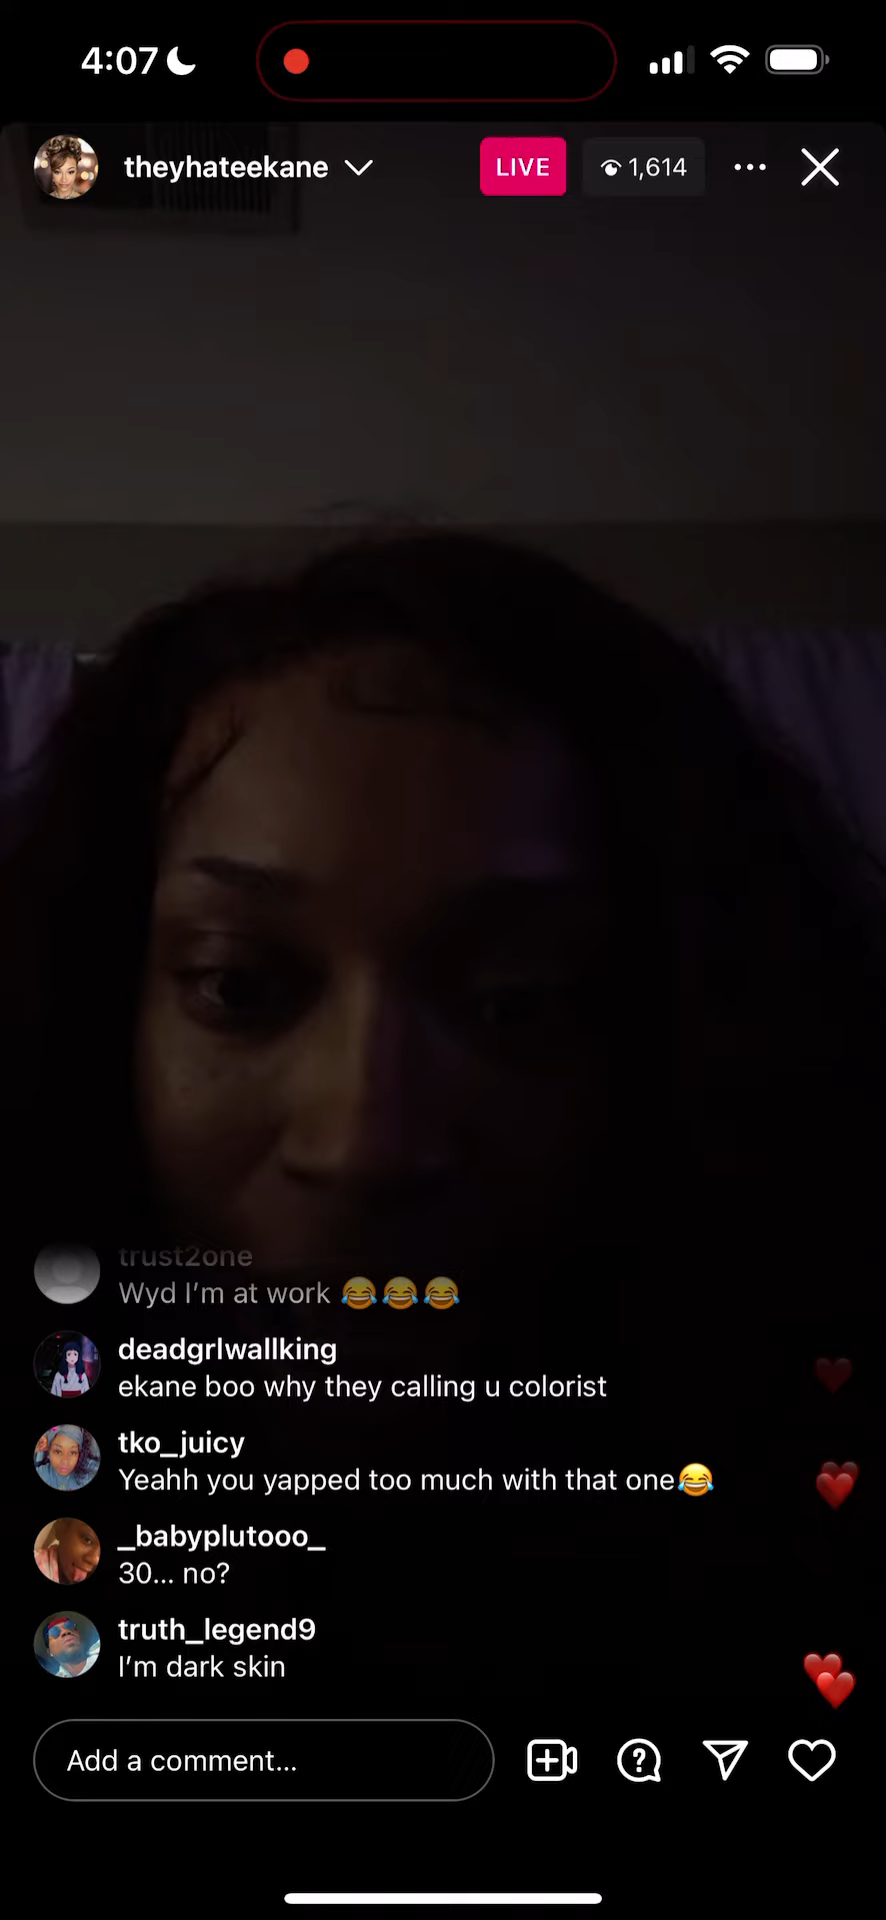 4:07
theyhateekane
LIVE
1,614
trust2one
Wyd I'm at work 😂😂😂
deadgrlwallking
ekane boo why they calling u colorist
tko_juicy
Yeahh you yapped too much with that one😂
_babyplutooo_
30... no?
truth_legend9
I'm dark skin
Add a comment...